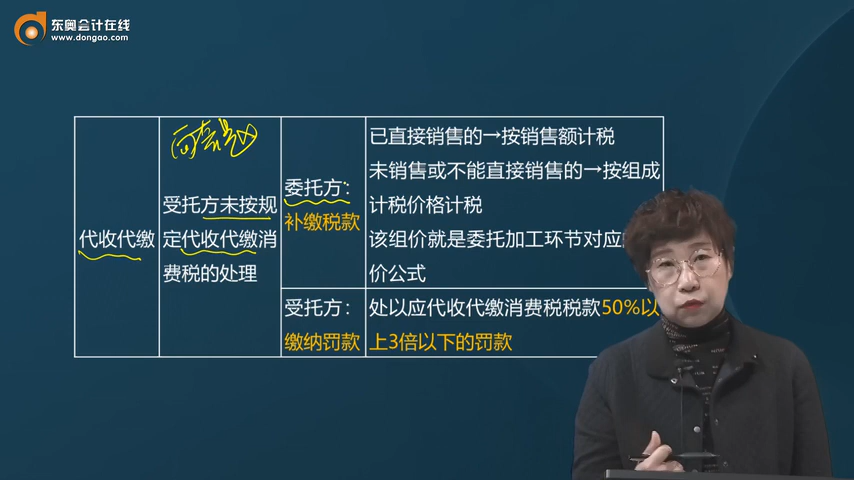 东奥会计在线
www.dongao.com
代收代缴
受托方未按规
定代收代缴消
费税的处理
委托方：
补缴税款
已直接销售的→按销售额计税
未销售或不能直接销售的→按组成
计税价格计税
该组价就是委托加工环节对应
价公式
受托方：
缴纳罚款
处以应代收代缴消费税税款50%以
上3倍以下的罚款